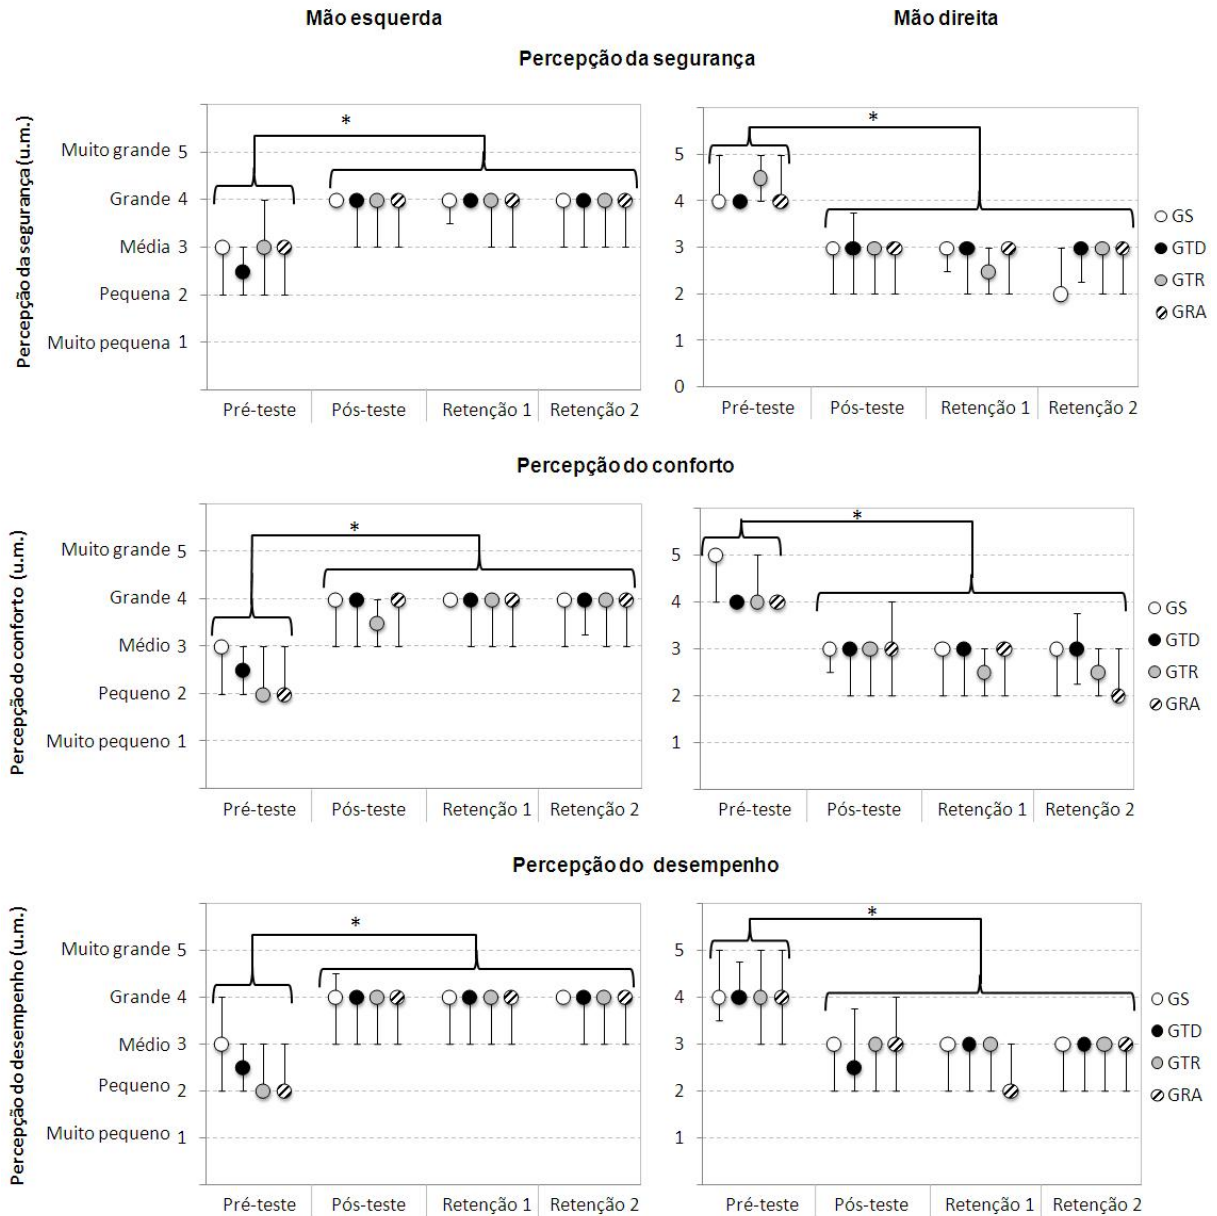 Mão esquerda
Mão direita
Percepção da segurança
Percepção da segurança (u.m.)
Muito grande 5
Grande 4
Média 3
Pequena 2
Muito pequena 1
*
Pré-teste
Pós-teste
Retenção 1
Retenção 2
5
4
3
2
1
0
*
Pré-teste
Pós-teste
Retenção 1
Retenção 2
GS
GTD
GTR
GRA
Percepção do conforto
Percepção do conforto (u.m.)
Muito grande 5
Grande 4
Médio 3
Pequeno 2
Muito pequeno 1
*
Pré-teste
Pós-teste
Retenção 1
Retenção 2
5
4
3
2
1
*
Pré-teste
Pós-teste
Retenção 1
Retenção 2
GS
GTD
GTR
GRA
Percepção do desempenho
Percepção do desempenho (u.m.)
Muito grande 5
Grande 4
Médio 3
Pequeno 2
Muito pequeno 1
*
Pré-teste
Pós-teste
Retenção 1
Retenção 2
5
4
3
2
1
*
Pré-teste
Pós-teste
Retenção 1
Retenção 2
GS
GTD
GTR
GRA